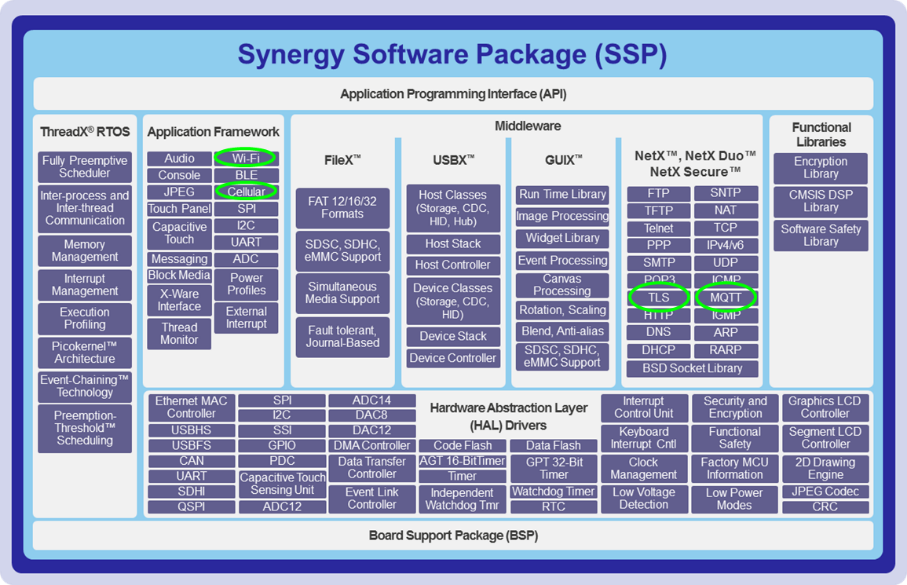 Synergy Software Package (SSP)
Application Programming Interface (API)
ThreadX® RTOS
Fully Preemptive
Scheduler
Inter-process and
Inter-thread
Communication
Memory
Management
Interrupt
Management
Execution
Profiling
Picokernel™
Architecture
Event-Chaining™
Technology
Preemption-
Threshold™
Scheduling
Application Framework
Audio
Console
JPEG
Touch Panel
Capacitive
Touch
Messaging
Block Media
X-Ware
Interface
Thread
Monitor
Wi-Fi
BLE
Cellular
SPI
I2C
UART
ADC
Power
Profiles
External
Interrupt
Middleware
FileX™
FAT 12/16/32
Formats
SDSC, SDHC,
eMMC Support
Simultaneous
Media Support
Fault tolerant,
Journal-Based
USBX™
Host Classes
(Storage, CDC,
HID, Hub)
Host Stack
Host Controller
Device Classes
(Storage, CDC,
HID)
Device Stack
Device Controller
GUIX™
Run Time Library
Image Processing
Widget Library
Event Processing
Canvas
Processing
Rotation, Scaling
Blend, Anti-alias
SDSC, SDHC,
eMMC Support
NetX™, NetX Duo™
NetX Secure™
FTP
TFTP
Telnet
PPP
SMTP
POP3
TLS
HTTP
DNS
DHCP
SNTP
NAT
TCP
IPv4/v6
UDP
ICMP
MQTT
IGMP
ARP
RARP
BSD Socket Library
Functional
Libraries
Encryption
Library
CMSIS DSP
Library
Software Safety
Library
Ethernet MAC
Controller
USBHS
USBFS
CAN
UART
SDHI
QSPI
SPI
I2C
SSI
GPIO
PDC
Capacitive Touch
Sensing Unit
ADC12
ADC14
DAC8
DAC12
DMA Controller
Data Transfer
Controller
Event Link
Controller
Hardware Abstraction Layer
(HAL) Drivers
Code Flash
AGT 16-BitTimer
Timer
Independent
Watchdog Tmr
Data Flash
GPT 32-Bit
Timer
Watchdog Timer
RTC
Interrupt
Control Unit
Keyboard
Interrupt Cntl
Clock
Management
Low Voltage
Detection
Security and
Encryption
Functional
Safety
Factory MCU
Information
Low Power
Modes
Graphics LCD
Controller
Segment LCD
Controller
2D Drawing
Engine
JPEG Codec
CRC
Board Support Package (BSP)